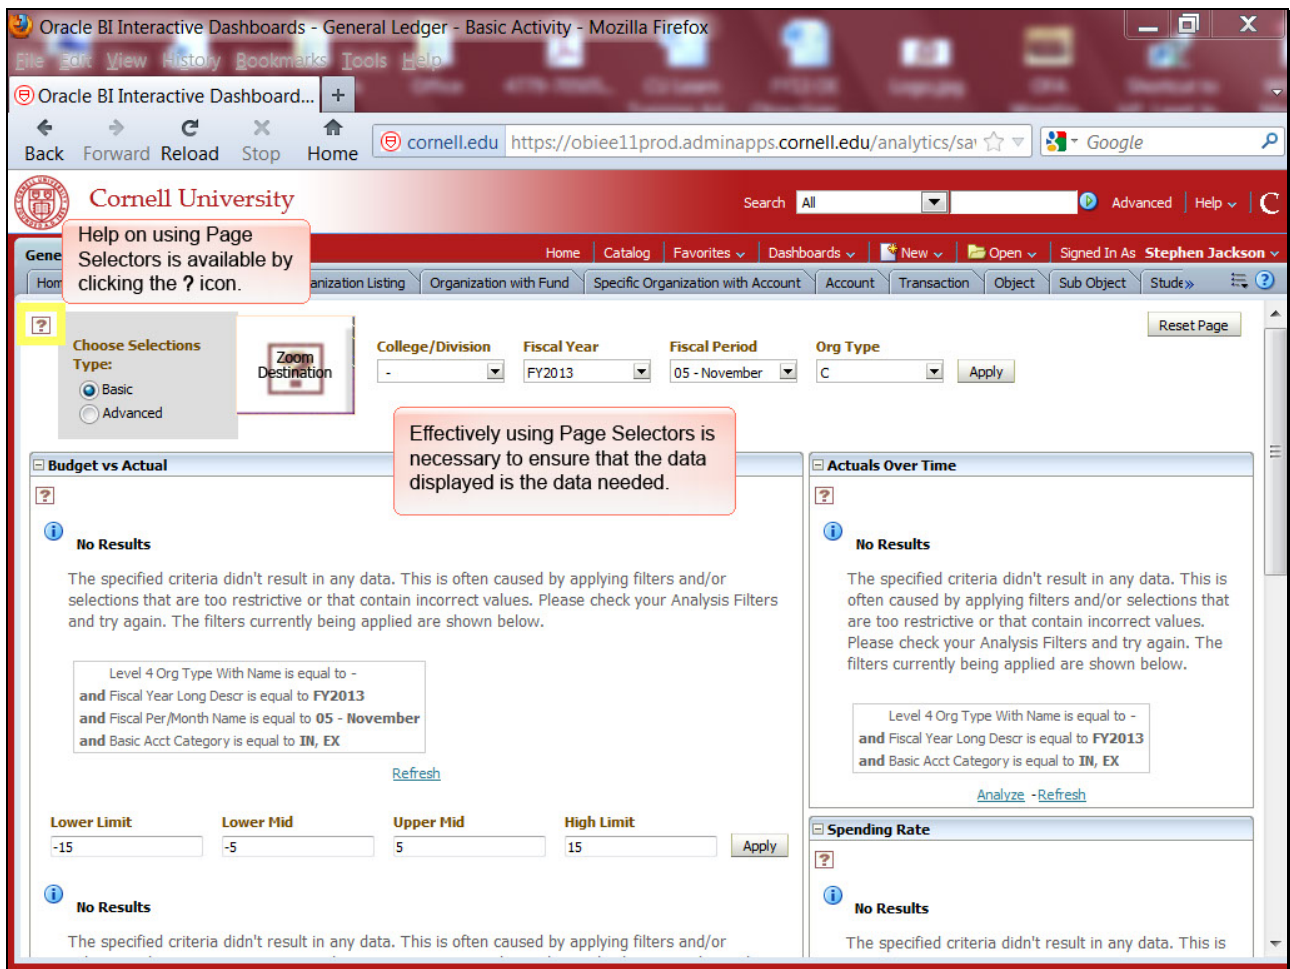 Oracle BI Interactive Dashboards - General Ledger - Basic Activity - Mozilla Firefox
File Edit View History Bookmarks Tools Help
Oracle BI Interactive Dashboard... +
Back Forward Reload Stop Home
cornell.edu https://obiee11prod.adminapps.cornell.edu/analytics/sa
Google
Cornell University
Search All Advanced Help
Help on using Page
Selectors is available by
clicking the ? icon.
Gene Home Catalog Favorites Dashboards New Open Signed In As Stephen Jackson
Hom anization Listing Organization with Fund Specific Organization with Account Account Transaction Object Sub Object Stude» ?
?
Reset Page
Choose Selections
Type:
Basic
Advanced
Zoom
Destination
College/Division Fiscal Year Fiscal Period Org Type
- FY2013 05 - November C Apply
Effectively using Page Selectors is
necessary to ensure that the data
displayed is the data needed.
Budget vs Actual
?
No Results
The specified criteria didn't result in any data. This is often caused by applying filters and/or
selections that are too restrictive or that contain incorrect values. Please check your Analysis Filters
and try again. The filters currently being applied are shown below.
Level 4 Org Type With Name is equal to -
and Fiscal Year Long Descr is equal to FY2013
and Fiscal Per/Month Name is equal to 05 - November
and Basic Acct Category is equal to IN, EX
Refresh
Lower Limit Lower Mid Upper Mid High Limit
-15 -5 5 15 Apply
No Results
The specified criteria didn't result in any data. This is often caused by applying filters and/or
Actuals Over Time
?
No Results
The specified criteria didn't result in any data. This is
often caused by applying filters and/or selections that
are too restrictive or that contain incorrect values.
Please check your Analysis Filters and try again. The
filters currently being applied are shown below.
Level 4 Org Type With Name is equal to -
and Fiscal Year Long Descr is equal to FY2013
and Basic Acct Category is equal to IN, EX
Analyze -Refresh
Spending Rate
?
No Results
The specified criteria didn't result in any data. This is